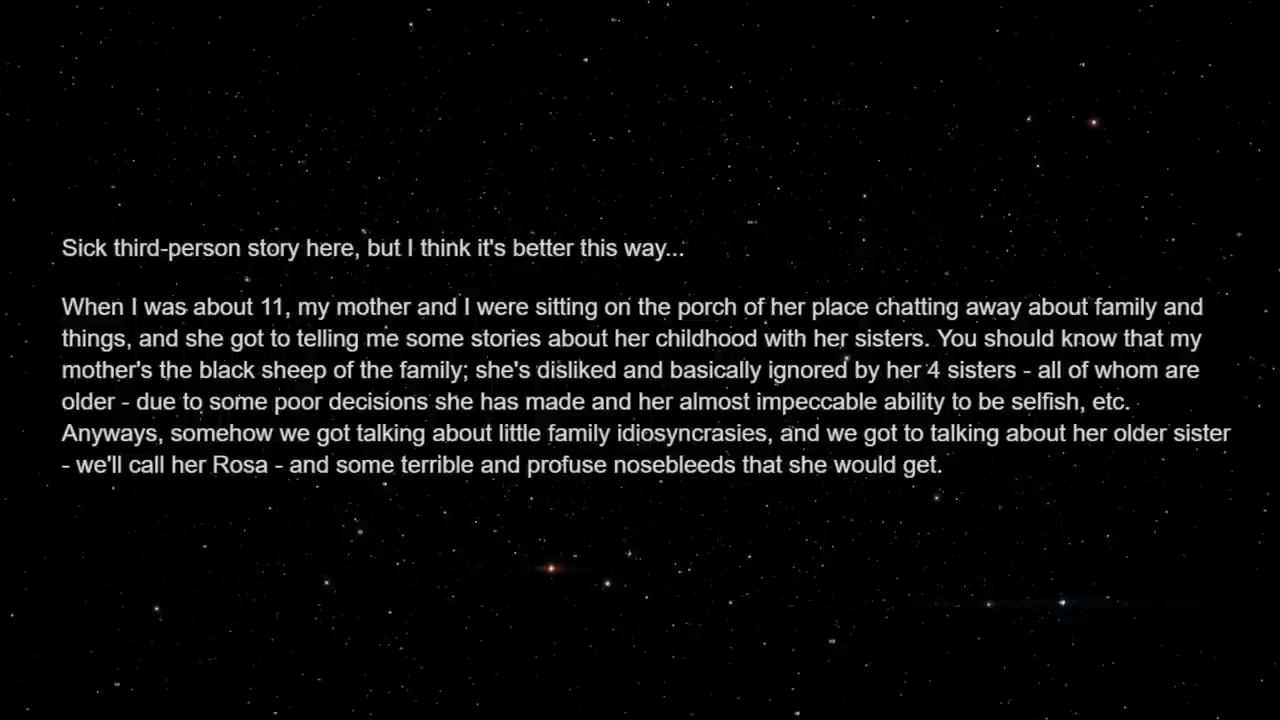 Sick third-person story here, but I think it's better this way...
When I was about 11, my mother and I were sitting on the porch of her place chatting away about family and
things, and she got to telling me some stories about her childhood with her sisters. You should know that my
mother's the black sheep of the family; she's disliked and basically ignored by her 4 sisters - all of whom are
older - due to some poor decisions she has made and her almost impeccable ability to be selfish, etc.
Anyways, somehow we got talking about little family idiosyncrasies, and we got to talking about her older sister
- we'll call her Rosa - and some terrible and profuse nosebleeds that she would get.